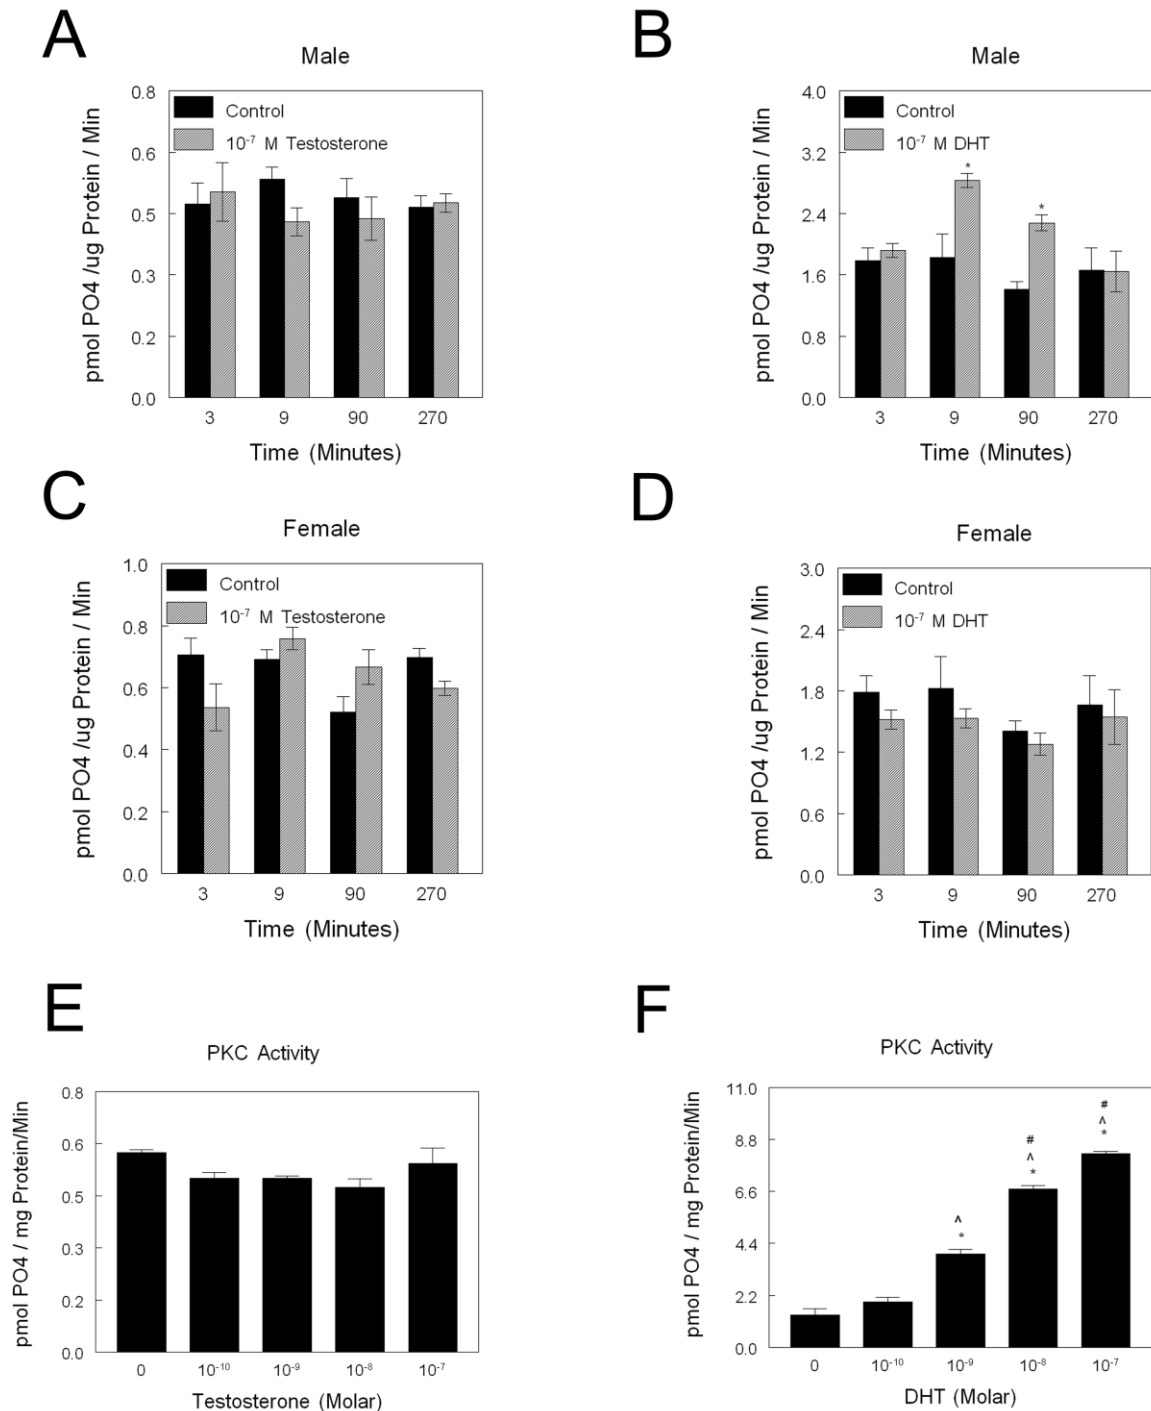 A
Male
pmol PO4 /ug Protein / Min
0.8
0.6
0.5
0.3
0.2
0.0
Control
10⁻⁷ M Testosterone
3 9 90 270
Time (Minutes)
B
Male
pmol PO4 /ug Protein / Min
4.0
3.2
2.4
1.6
0.8
0.0
Control
10⁻⁷ M DHT
*
*
3 9 90 270
Time (Minutes)
C
Female
pmol PO4 /ug Protein / Min
1.0
0.8
0.6
0.4
0.2
0.0
Control
10⁻⁷ M Testosterone
3 9 90 270
Time (Minutes)
D
Female
pmol PO4 /ug Protein / Min
3.0
2.4
1.8
1.2
0.6
0.0
Control
10⁻⁷ M DHT
3 9 90 270
Time (Minutes)
E
PKC Activity
pmol PO4 / mg Protein/Min
0.8
0.6
0.5
0.3
0.2
0.0
0 10⁻¹⁰ 10⁻⁹ 10⁻⁸ 10⁻⁷
Testosterone (Molar)
F
PKC Activity
pmol PO4 / mg Protein/Min
11.0
8.8
6.6
4.4
2.2
0.0
^
*
#
^
*
#
^
*
0 10⁻¹⁰ 10⁻⁹ 10⁻⁸ 10⁻⁷
DHT (Molar)